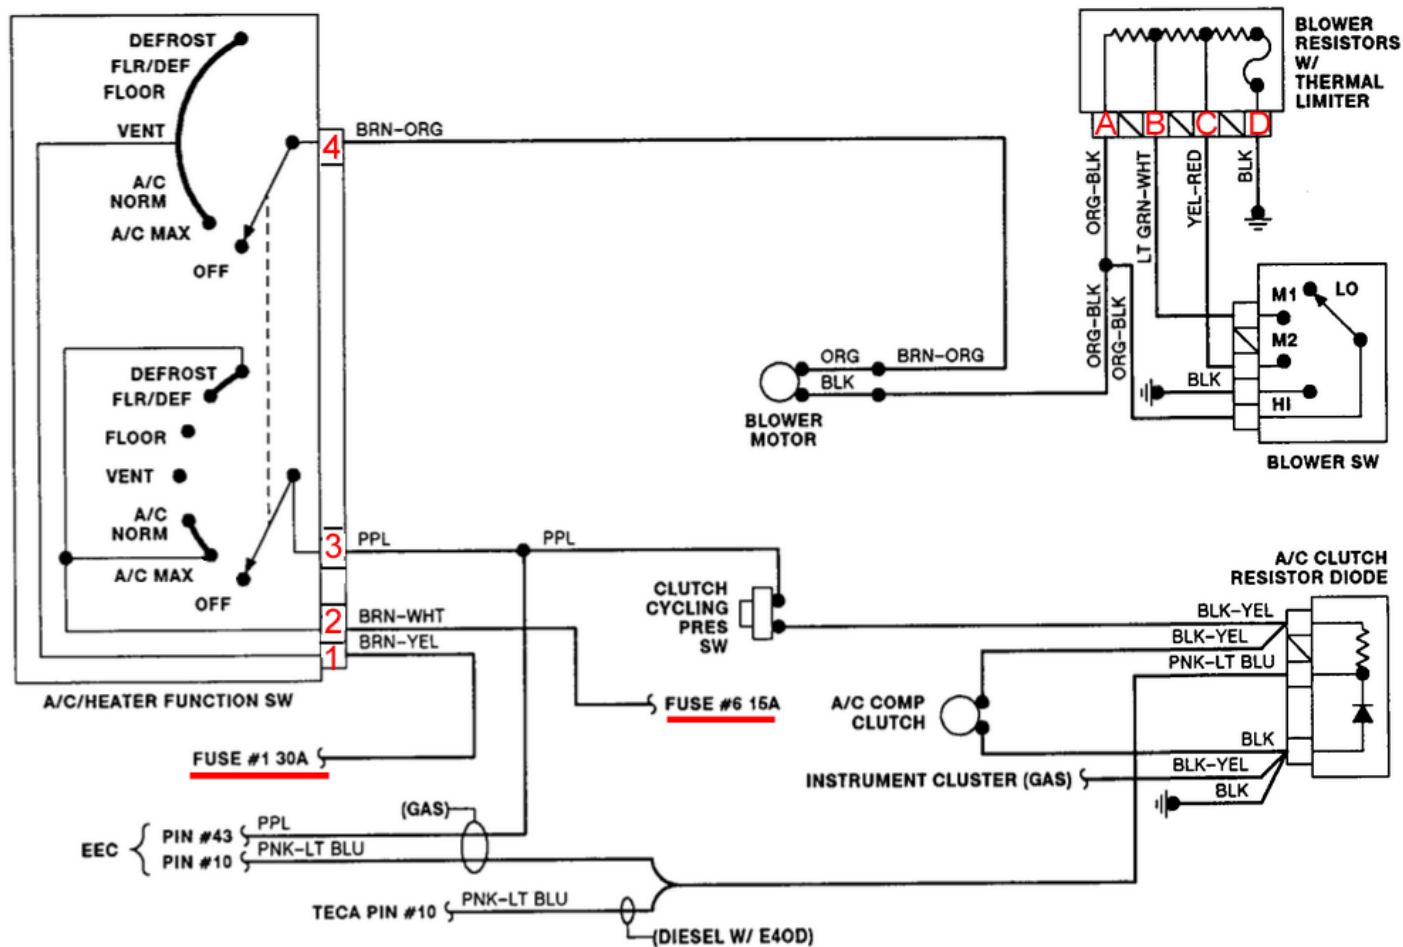 DEFROST
FLR/DEF
FLOOR
VENT
A/C
NORM
A/C MAX
OFF
4
BRN-ORG
DEFROST
FLR/DEF
FLOOR
VENT
A/C
NORM
A/C MAX
OFF
3
PPL
PPL
2
BRN-WHT
1
BRN-YEL
A/C/HEATER FUNCTION SW
FUSE #6 15A
FUSE #1 30A
BLOWER
RESISTORS
W/
THERMAL
LIMITER
A
B
C
D
ORG-BLK
LT GRN-WHT
YEL-RED
BLK
ORG-BLK
ORG-BLK
M1
LO
M2
BLK
HI
BLOWER SW
ORG
BRN-ORG
BLK
BLOWER
MOTOR
CLUTCH
CYCLING
PRES
SW
A/C CLUTCH
RESISTOR DIODE
BLK-YEL
BLK-YEL
PNK-LT BLU
A/C COMP
CLUTCH
BLK
INSTRUMENT CLUSTER (GAS)
BLK-YEL
BLK
(GAS)
EEC
PIN #43
PPL
PIN #10
PNK-LT BLU
TECA PIN #10
PNK-LT BLU
(DIESEL W/ E4OD)